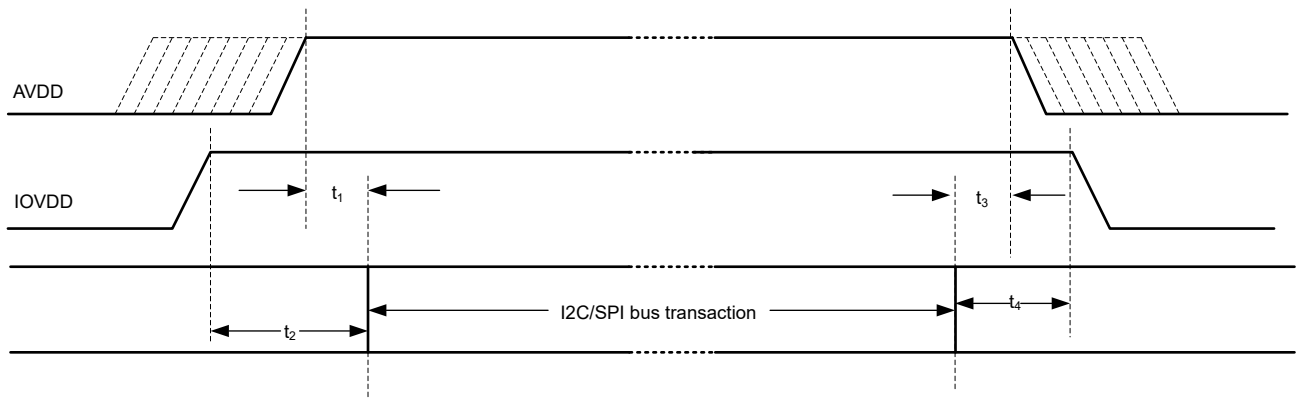 AVDD
IOVDD
t₁
t₃
I2C/SPI bus transaction
t₂
t₄